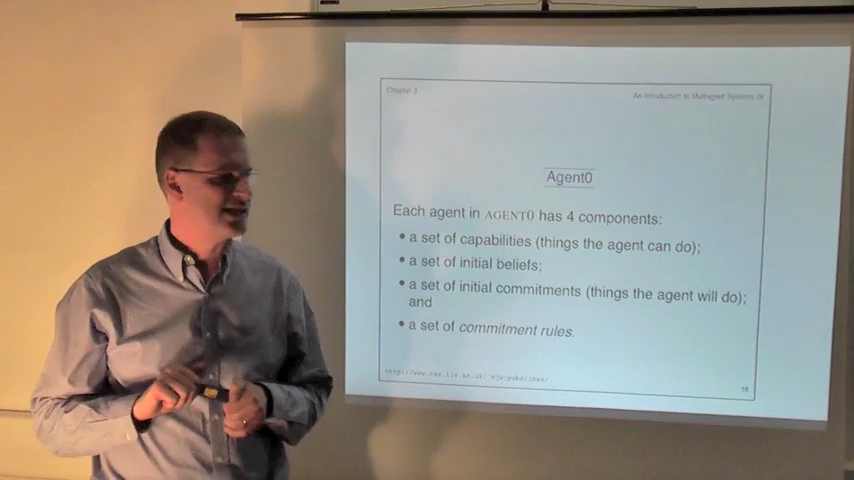 Chapter 3
An Introduction to Multiagent Systems 2e
Agent0
Each agent in AGENT0 has 4 components:
• a set of capabilities (things the agent can do);
• a set of initial beliefs;
• a set of initial commitments (things the agent will do);
and
• a set of commitment rules.